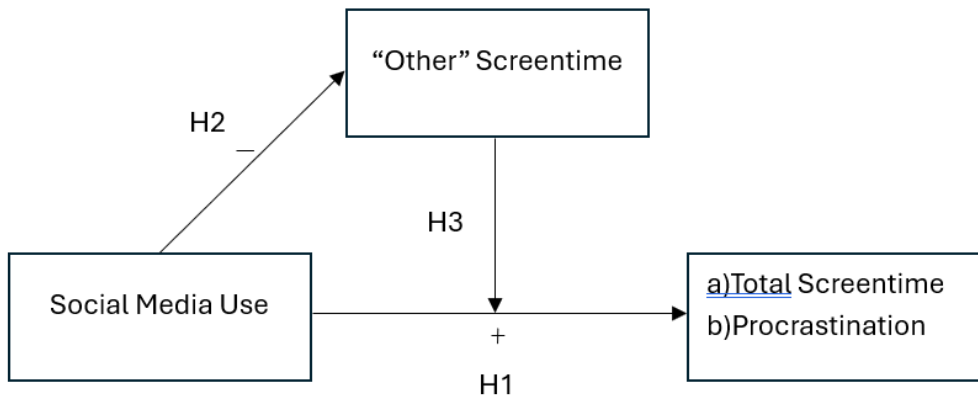 “Other” Screentime
H2
–
H3
Social Media Use
a)Total Screentime
b)Procrastination
+
H1